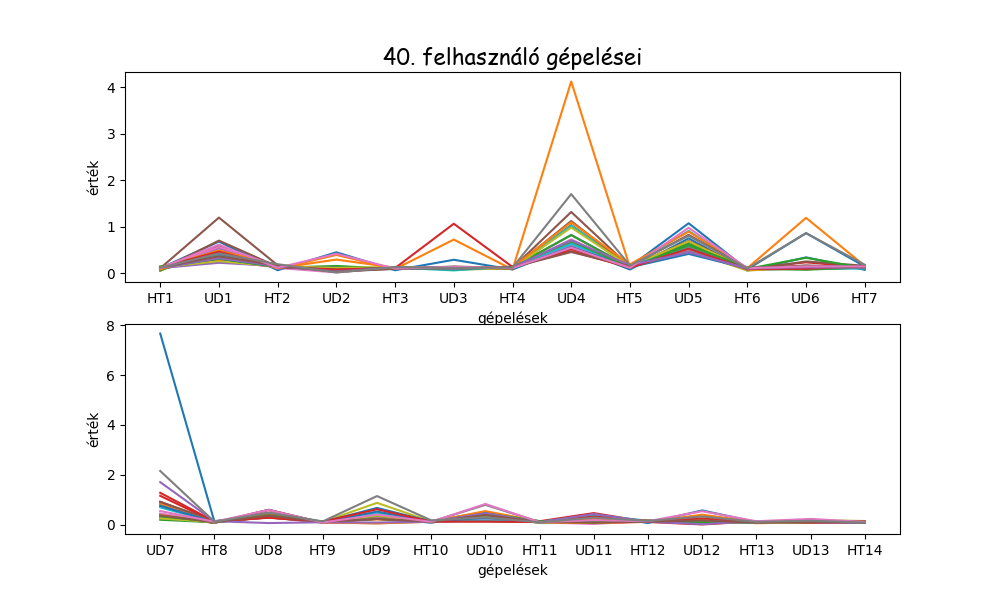 40. felhasználó gépelései
érték
4
3
2
1
0
HT1 UD1 HT2 UD2 HT3 UD3 HT4 UD4 HT5 UD5 HT6 UD6 HT7
gépelések
érték
8
6
4
2
0
UD7 HT8 UD8 HT9 UD9 HT10 UD10 HT11 UD11 HT12 UD12 HT13 UD13 HT14
gépelések